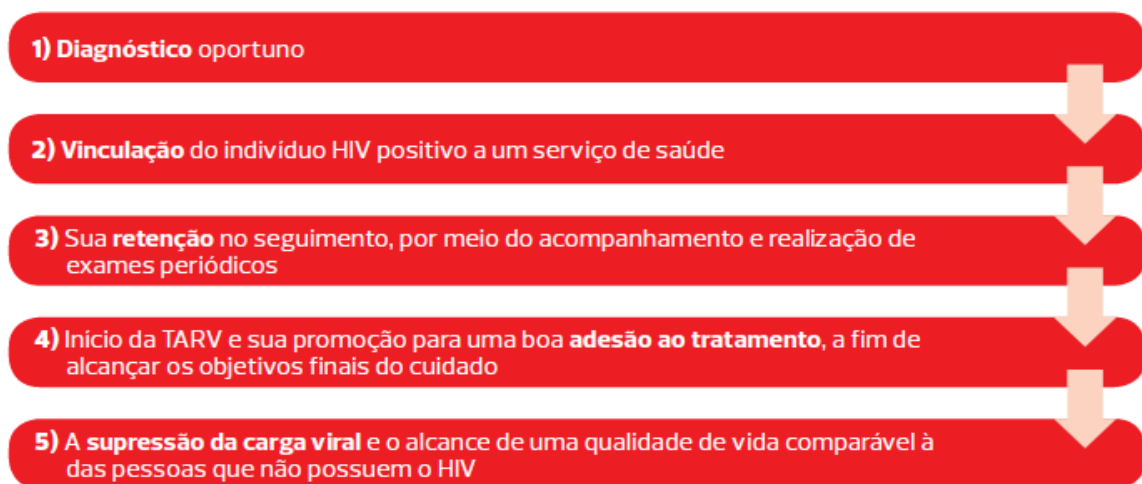 1) Diagnóstico oportuno
2) Vinculação do indivíduo HIV positivo a um serviço de saúde
3) Sua retenção no seguimento, por meio do acompanhamento e realização de
exames periódicos
4) Início da TARV e sua promoção para uma boa adesão ao tratamento, a fim de
alcançar os objetivos finais do cuidado
5) A supressão da carga viral e o alcance de uma qualidade de vida comparável à
das pessoas que não possuem o HIV